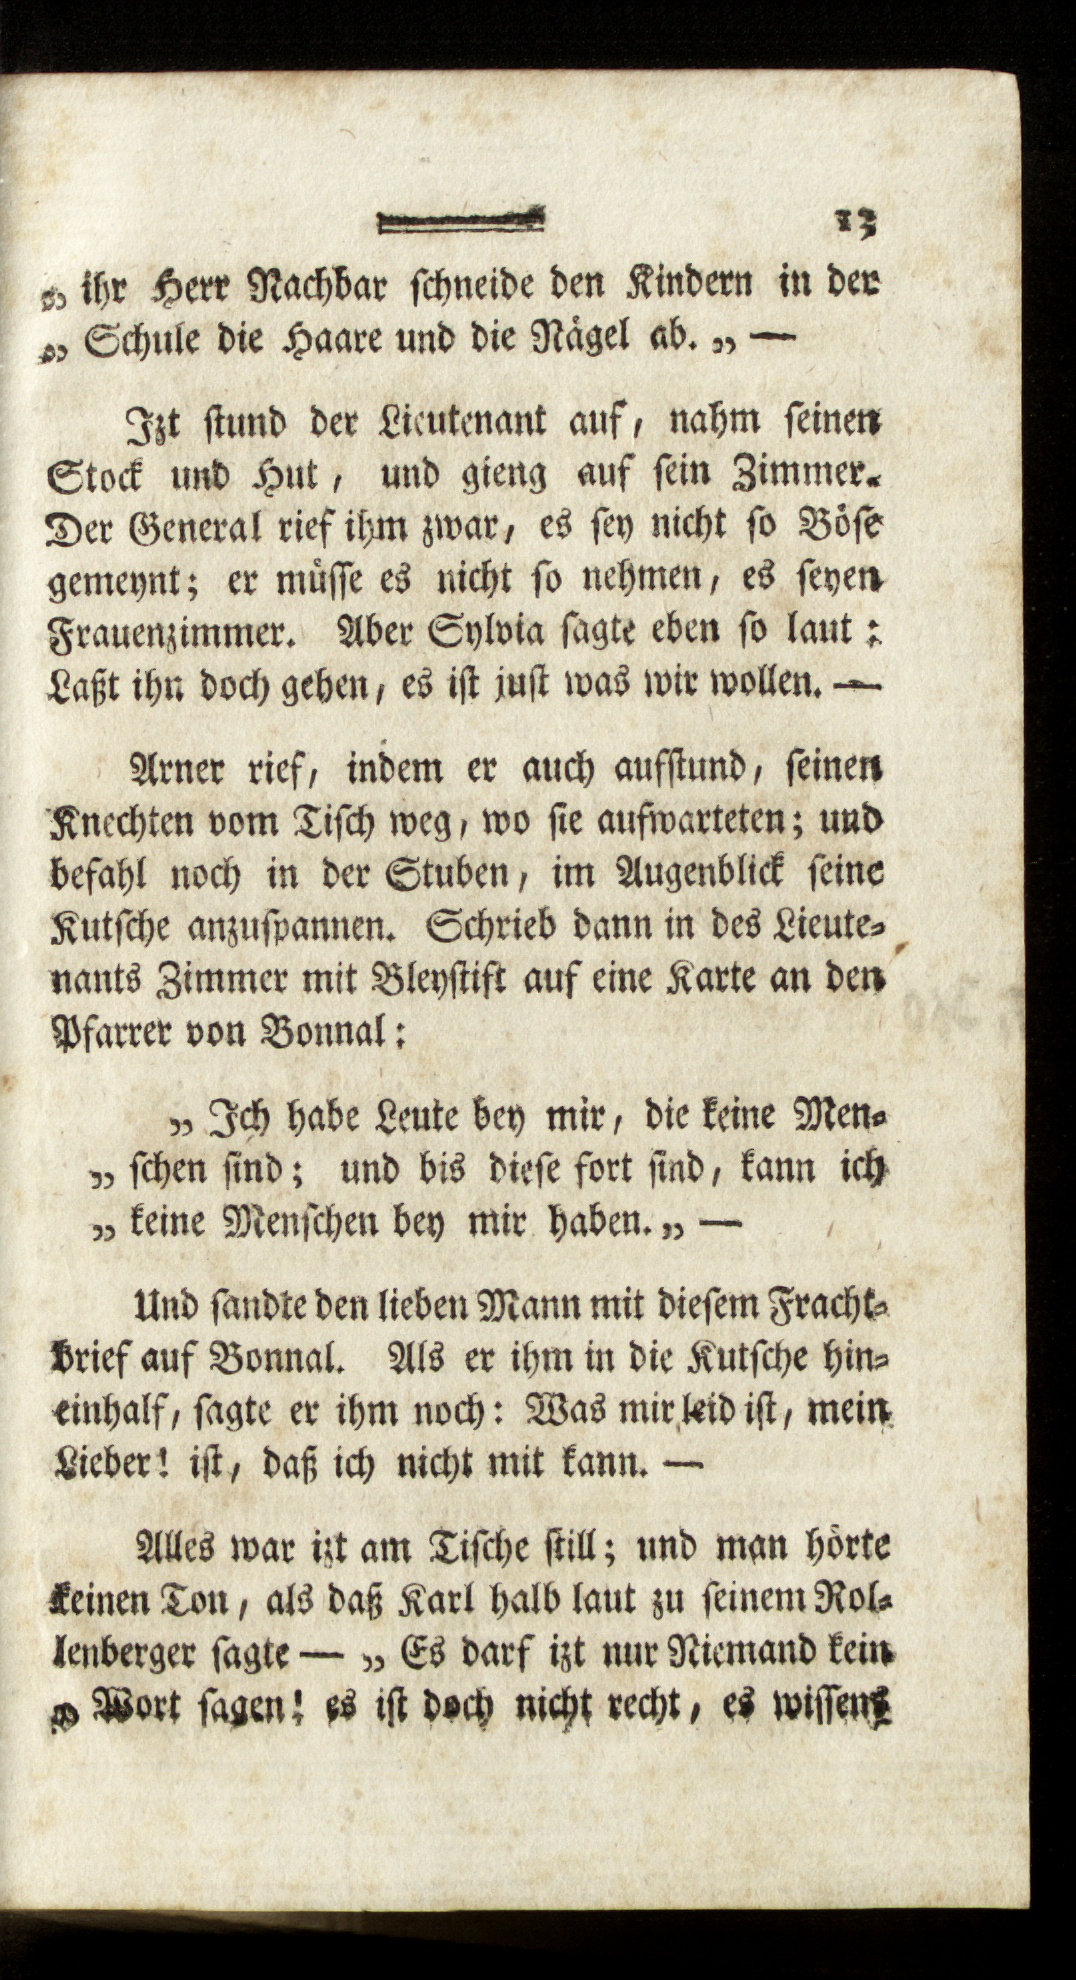 13
„ ihr Herr Nachbar schneide den Kindern in der
„ Schule die Haare und die Nägel ab. „ —
Izt stund der Lieutenant auf, nahm seinen
Stock und Hut, und gieng auf sein Zimmer.
Der General rief ihm zwar, es sey nicht so Böse
gemeynt; er müsse es nicht so nehmen, es seyen
Frauenzimmer. Aber Sylvia sagte eben so laut:
Laßt ihn doch gehen, es ist just was wir wollen. —
Arner rief, indem er auch aufstund, seinen
Knechten vom Tisch weg, wo sie aufwarteten; und
befahl noch in der Stuben, im Augenblick seine
Kutsche anzuspannen. Schrieb dann in des Lieute-
nants Zimmer mit Bleystift auf eine Karte an den
Pfarrer von Bonnal:
„ Ich habe Leute bey mir, die keine Men-
„ schen sind; und bis diese fort sind, kann ich
„ keine Menschen bey mir haben. „ —
Und sandte den lieben Mann mit diesem Fracht-
brief auf Bonnal. Als er ihm in die Kutsche hin-
einhalf, sagte er ihm noch: Was mir leid ist, mein
Lieber! ist, daß ich nicht mit kann. —
Alles war izt am Tische still; und man hörte
keinen Ton, als daß Karl halb laut zu seinem Rol-
lenberger sagte — „ Es darf izt nur Niemand kein
„ Wort sagen! es ist doch nicht recht, es wissens